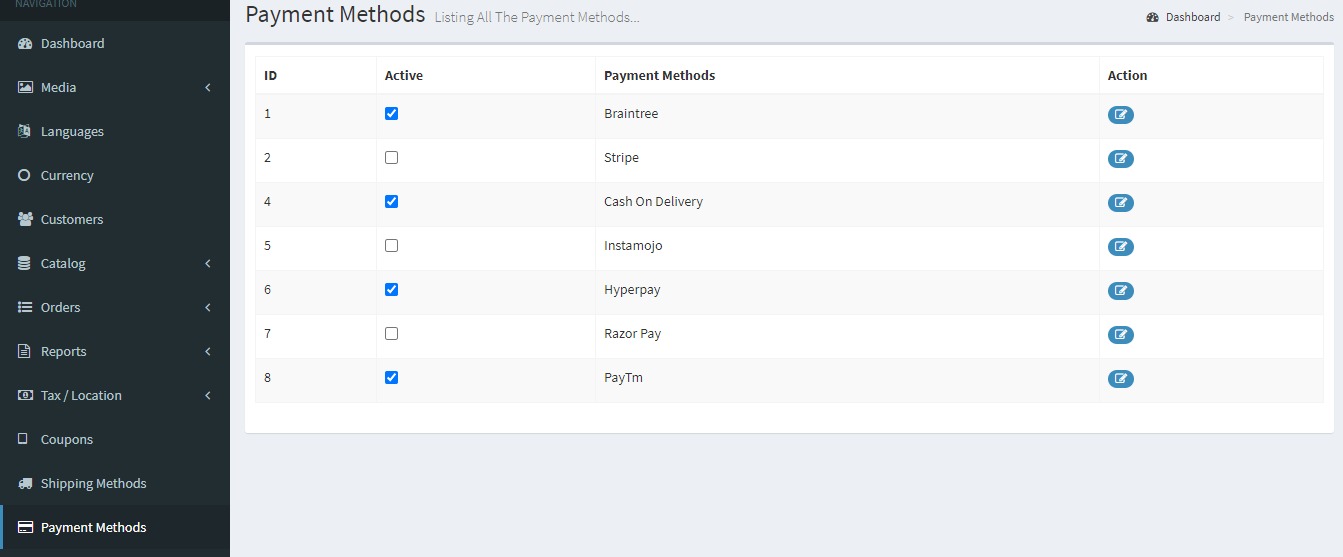 NAVIGATION
Dashboard
Media
Languages
Currency
Customers
Catalog
Orders
Reports
Tax / Location
Coupons
Shipping Methods
Payment Methods
Payment Methods Listing All The Payment Methods...
Dashboard > Payment Methods
ID Active Payment Methods Action
1 Braintree
2 Stripe
4 Cash On Delivery
5 Instamojo
6 Hyperpay
7 Razor Pay
8 PayTm